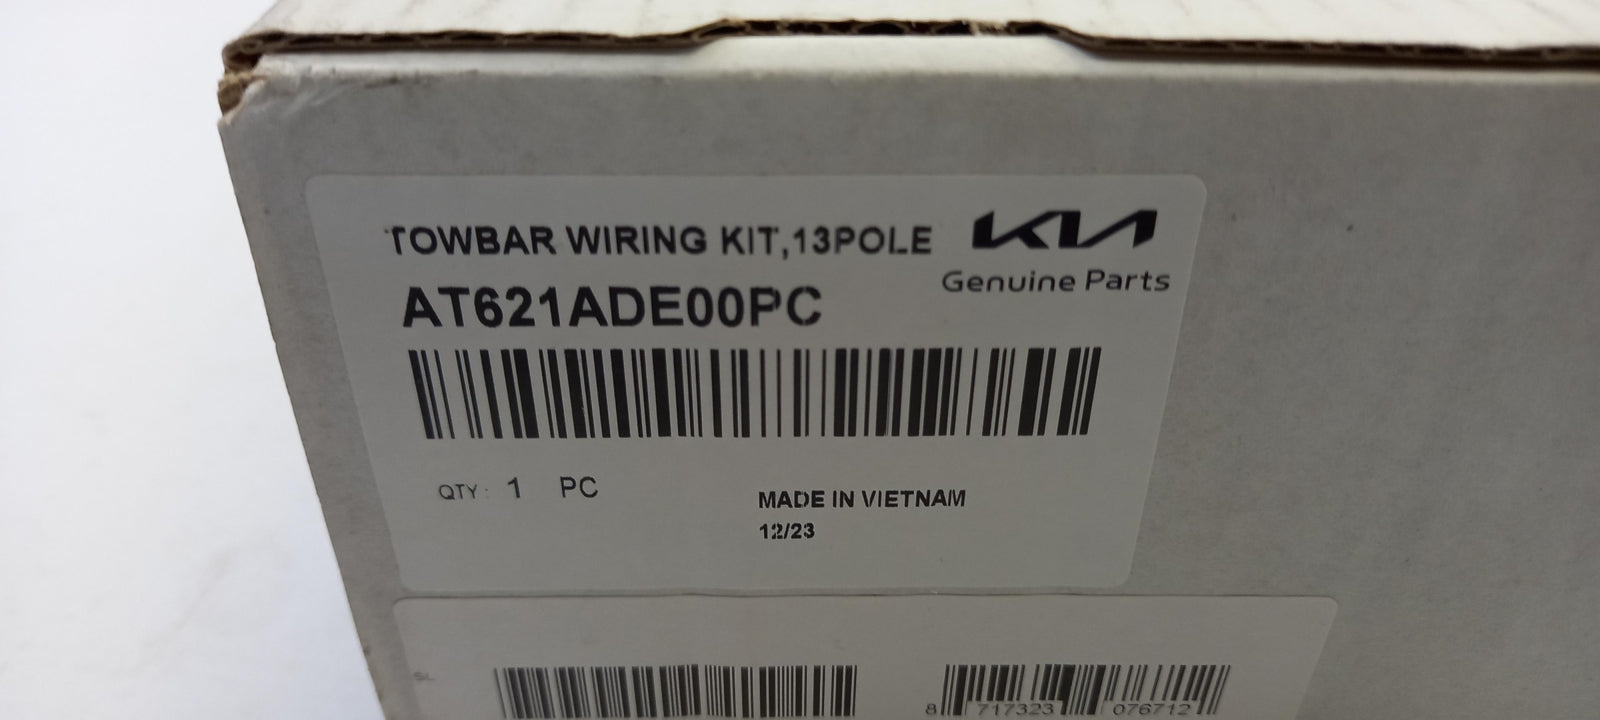 TOWBAR WIRING KIT,13POLE
KIA
Genuine Parts
AT621ADE00PC
QTY: 1 PC
MADE IN VIETNAM
12/23
SL
8 717323 076712